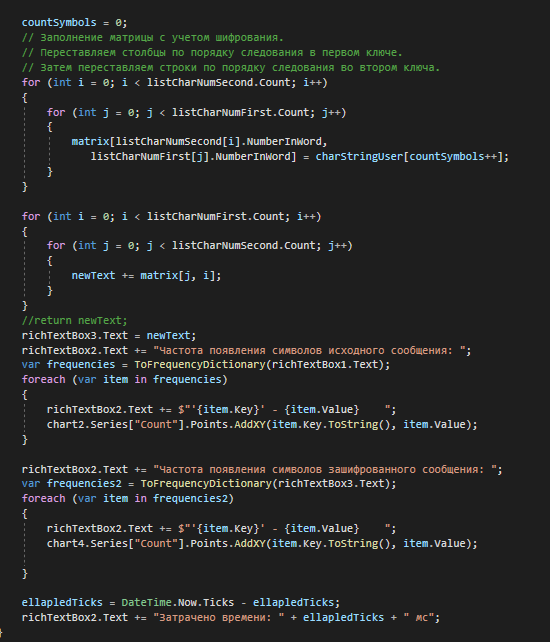 countSymbols = 0;
// Заполнение матрицы с учетом шифрования.
// Переставляем столбцы по порядку следования в первом ключе.
// Затем переставляем строки по порядку следования во втором ключа.
for (int i = 0; i < listCharNumSecond.Count; i++)
{
for (int j = 0; j < listCharNumFirst.Count; j++)
{
matrix[listCharNumSecond[i].NumberInWord,
listCharNumFirst[j].NumberInWord] = charStringUser[countSymbols++];
}
}
for (int i = 0; i < listCharNumFirst.Count; i++)
{
for (int j = 0; j < listCharNumSecond.Count; j++)
{
newText += matrix[j, i];
}
}
//return newText;
richTextBox3.Text = newText;
richTextBox2.Text += "Частота появления символов исходного сообщения: ";
var frequencies = ToFrequencyDictionary(richTextBox1.Text);
foreach (var item in frequencies)
{
richTextBox2.Text += $"'{item.Key}' - {item.Value}    ";
chart2.Series["Count"].Points.AddXY(item.Key.ToString(), item.Value);
}
richTextBox2.Text += "Частота появления символов зашифрованного сообщения: ";
var frequencies2 = ToFrequencyDictionary(richTextBox3.Text);
foreach (var item in frequencies2)
{
richTextBox2.Text += $"'{item.Key}' - {item.Value}    ";
chart4.Series["Count"].Points.AddXY(item.Key.ToString(), item.Value);
}
ellapledTicks = DateTime.Now.Ticks - ellapledTicks;
richTextBox2.Text += "Затрачено времени: " + ellapledTicks + " мс";
}